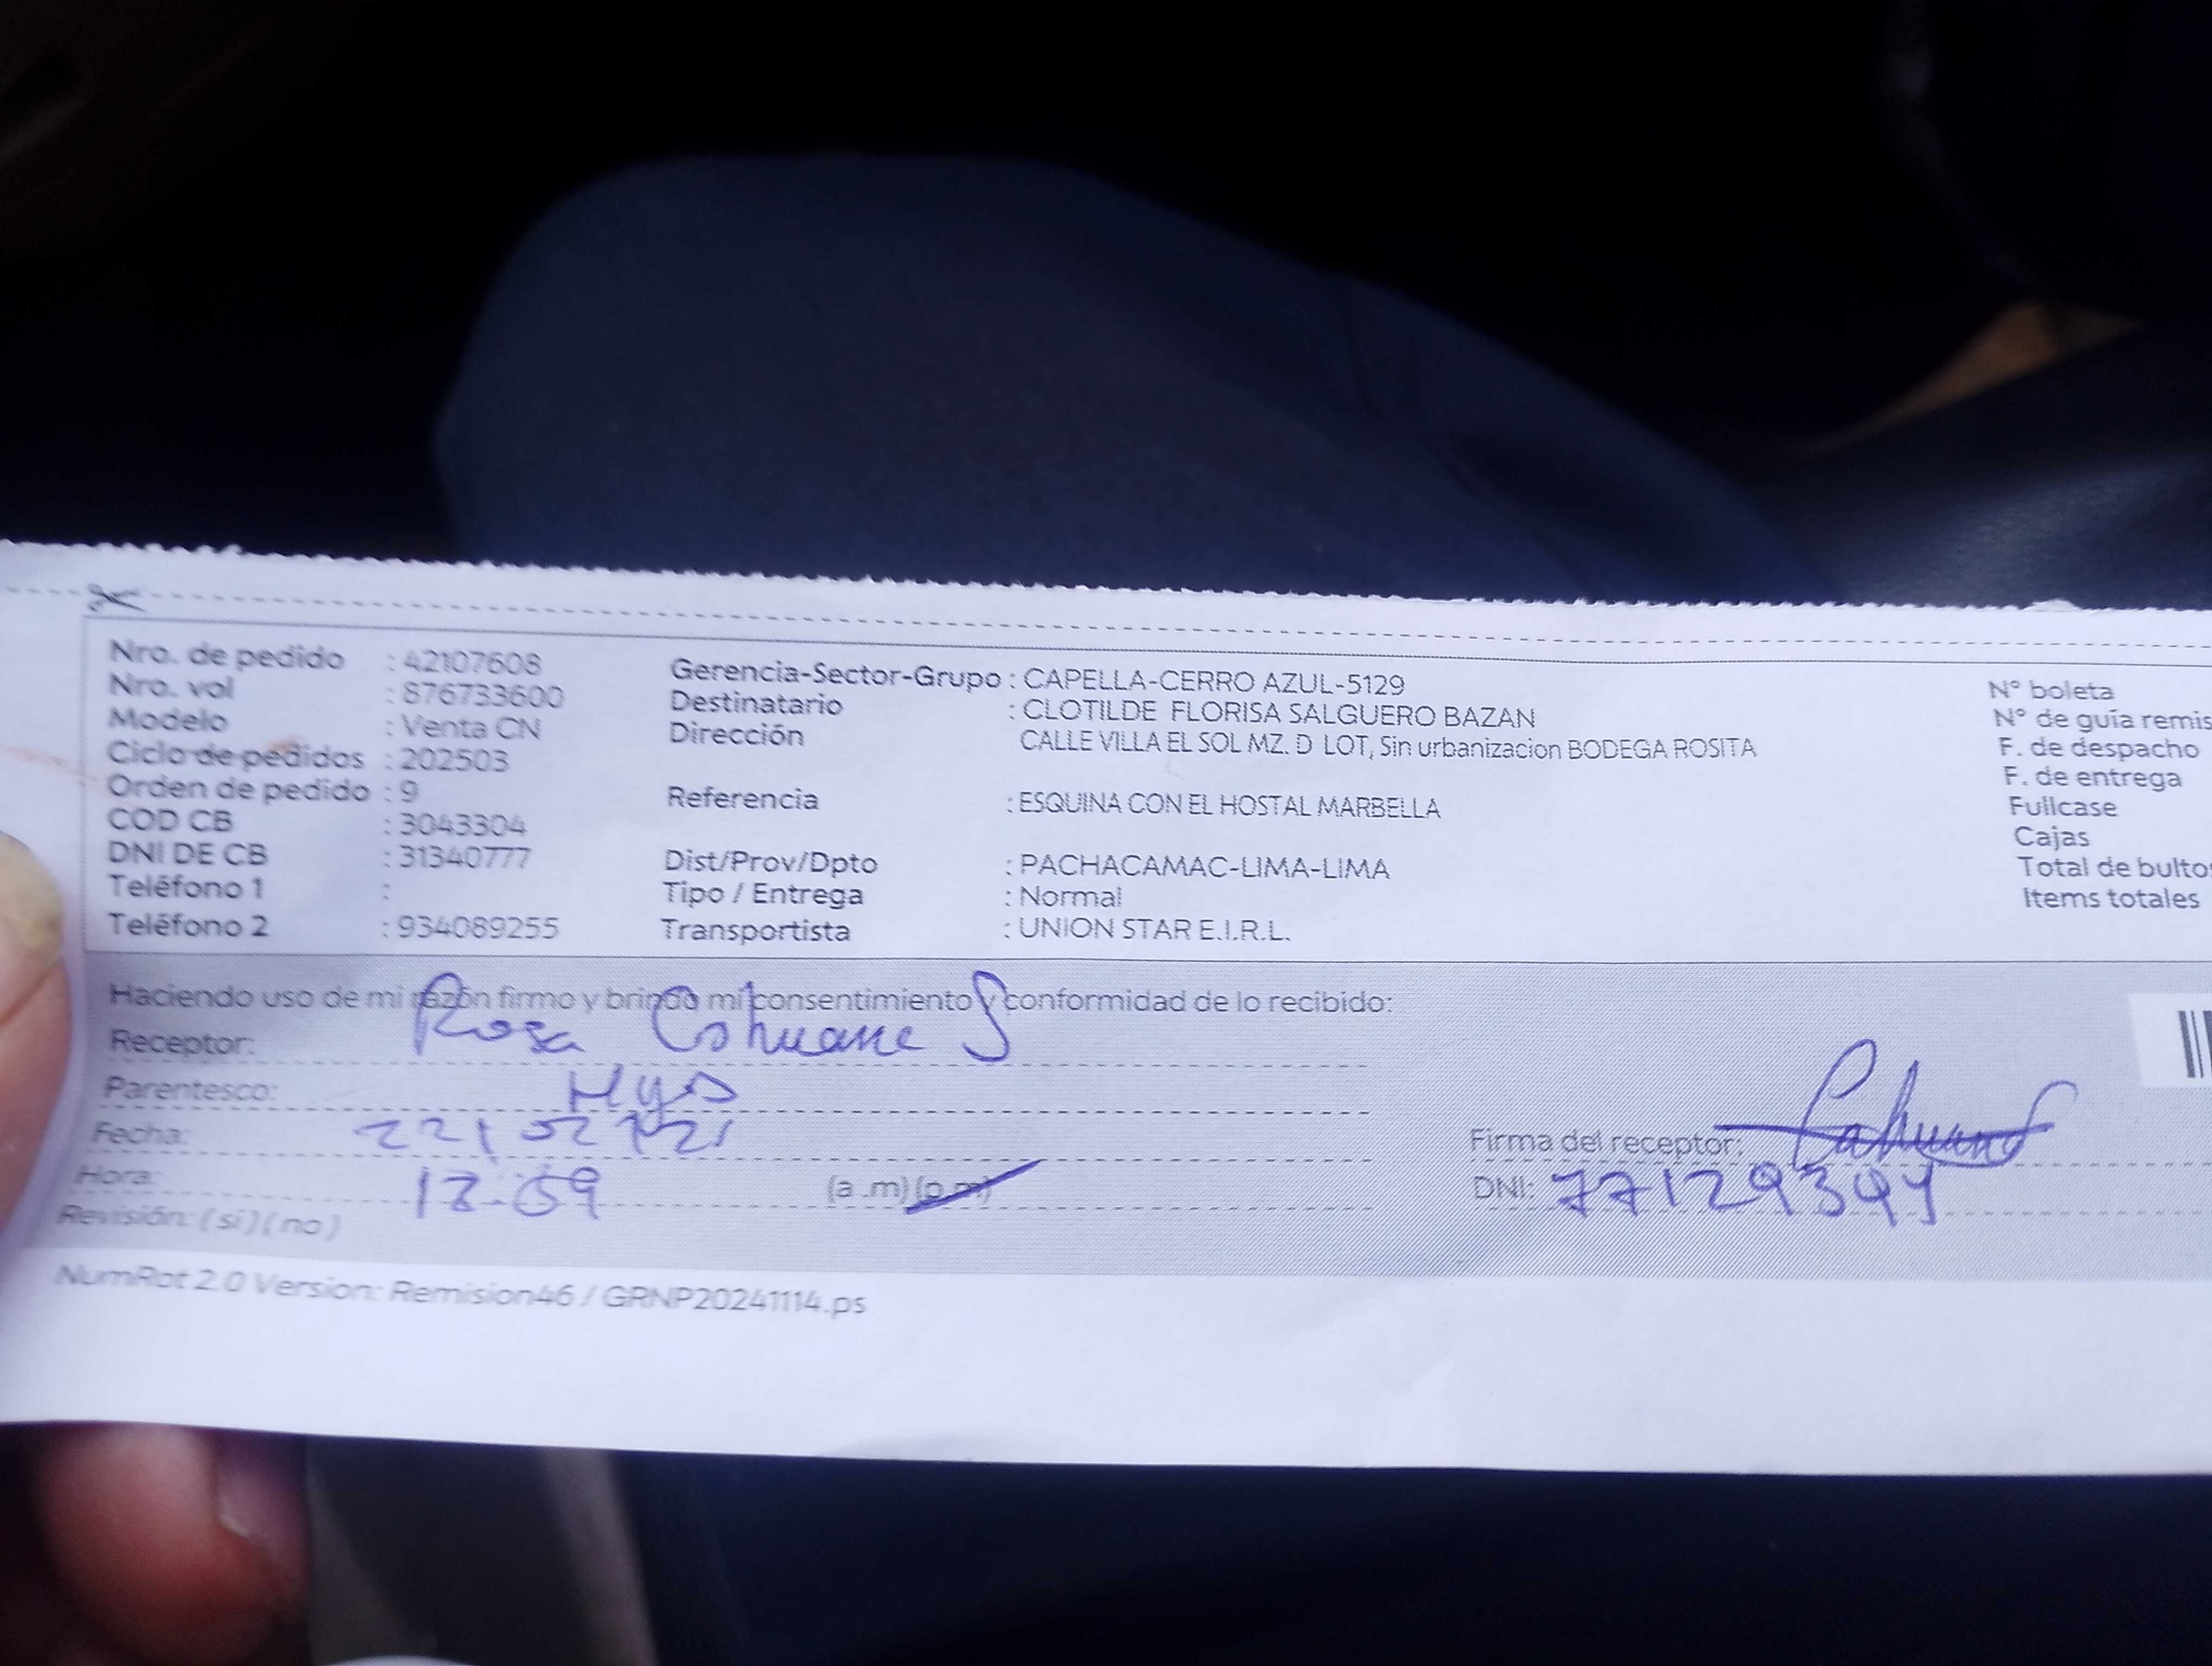 Nro. de pedido : 42107608
Nro. vol : 876733600
Modelo : Venta CN
Ciclo de pedidos : 202503
Orden de pedido : 9
COD CB : 3043304
DNI DE CB : 31340777
Teléfono 1 :
Teléfono 2 : 934089255
Gerencia-Sector-Grupo : CAPELLA-CERRO AZUL-5129
Destinatario : CLOTILDE FLORISA SALGUERO BAZAN
Dirección CALLE VILLA EL SOL MZ. D LOT, Sin urbanizacion BODEGA ROSITA
Referencia : ESQUINA CON EL HOSTAL MARBELLA
Dist/Prov/Dpto : PACHACAMAC-LIMA-LIMA
Tipo / Entrega : Normal
Transportista : UNION STAR E.I.R.L.
N° boleta
N° de guía remis
F. de despacho
F. de entrega
Fullcase
Cajas
Total de bultos
Items totales
Haciendo uso de mi razón firmo y brindo mi consentimiento y conformidad de lo recibido:
Receptor: Rosa
Parentesco:
Fecha:
Hora: (a .m) (p.m)
Revisión: (si) (no)
Firma del receptor:
DNI: 77129394
NumRot 2.0 Version: Remision46 / GRNP20241114.ps